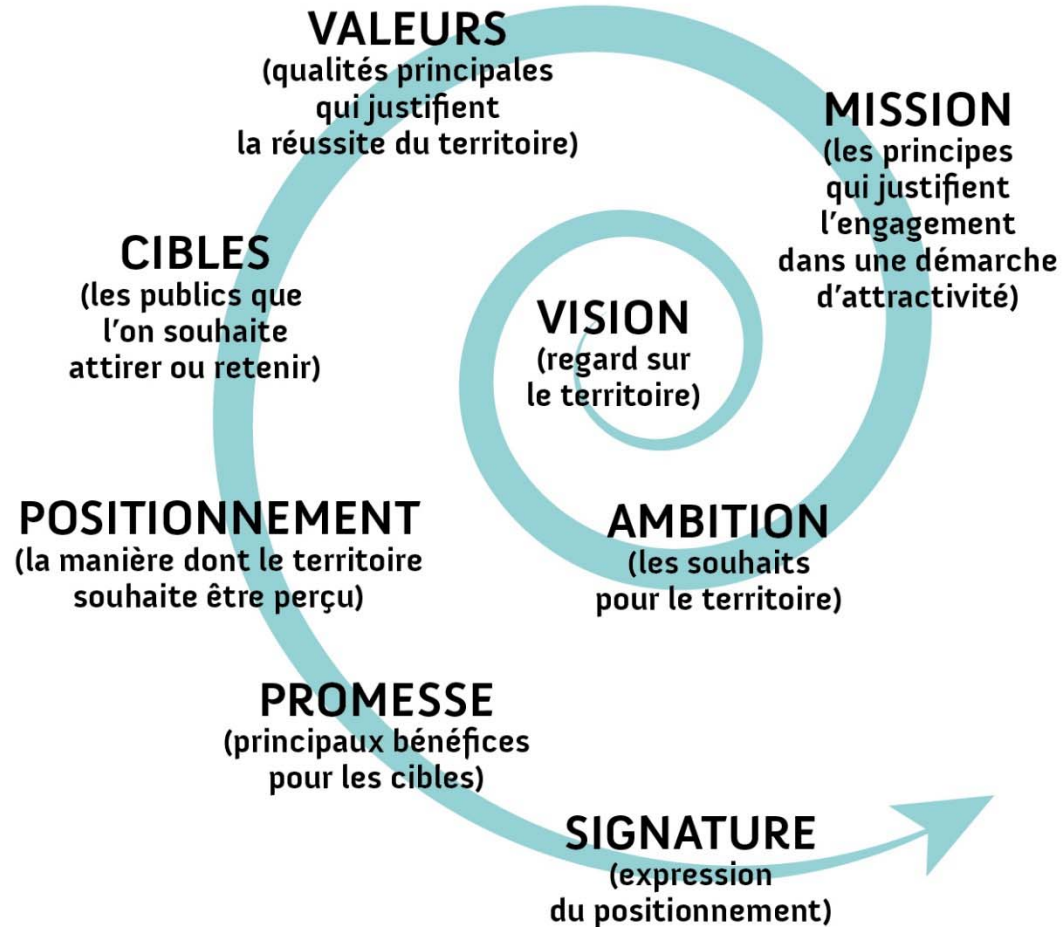 VALEURS
(qualités principales
qui justifient
la réussite du territoire)
MISSION
(les principes
qui justifient
l'engagement
dans une démarche
d'attractivité)
CIBLES
(les publics que
l'on souhaite
attirer ou retenir)
VISION
(regard sur
le territoire)
POSITIONNEMENT
(la manière dont le territoire
souhaite être perçu)
AMBITION
(les souhaits
pour le territoire)
PROMESSE
(principaux bénéfices
pour les cibles)
SIGNATURE
(expression
du positionnement)